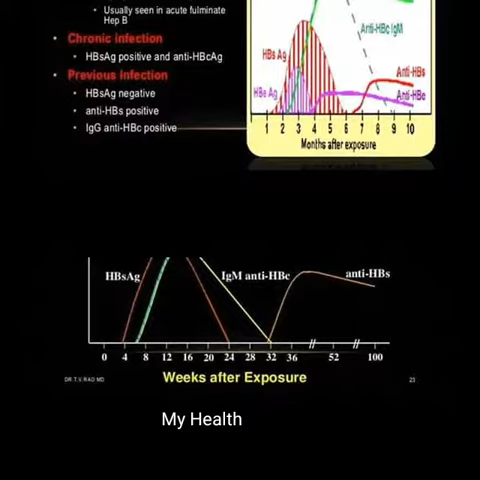 • Usually seen in acute fulminate
Hep B
• Chronic infection
• HBsAg positive and anti-HBcAg
• Previous infection
• HBsAg negative
• anti-HBs positive
• IgG anti-HBc positive
Anti-HBc IgM
HBs Ag
HBe Ag
Anti-HBs
Anti-HBe
1 2 3 4 5 6 7 8 9 10
Months after exposure
HBsAg
IgM anti-HBc
anti-HBs
0 4 8 12 16 20 24 28 32 36 52 100
DR.T.V.RAO MD
Weeks after Exposure
23
My Health